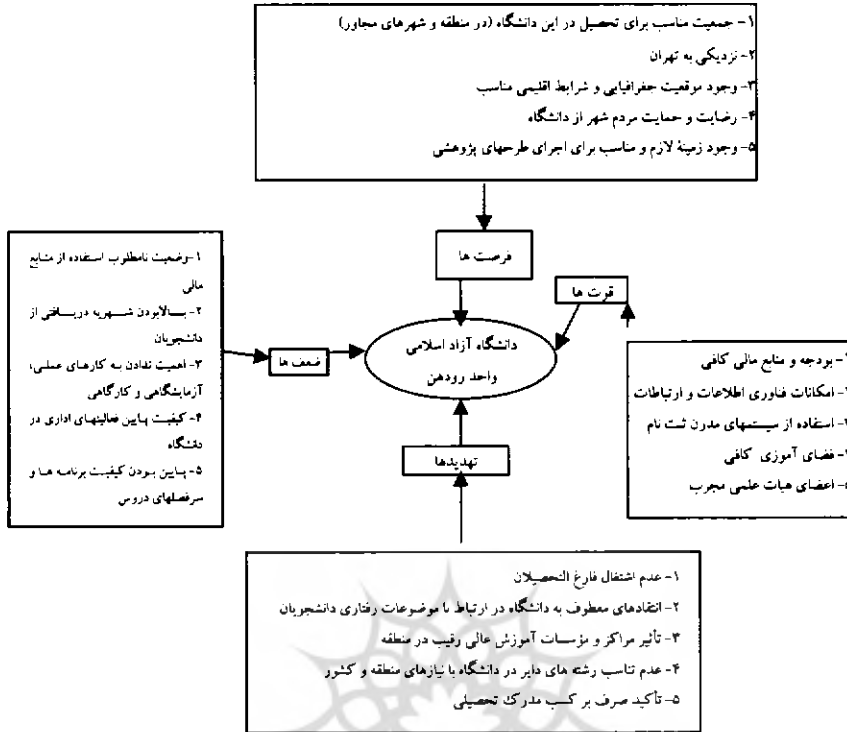 ۱- جمعیت مناسب برای تحصیل در این دانشگاه (در منطقه و شهرهای مجاور)
۲- نزدیکی به تهران
۳- وجود موقعیت جغرافیایی و شرایط اقلیمی مناسب
۴- رضایت و حمایت مردم شهر از دانشگاه
۵- وجود زمینهٔ لازم و مناسب برای اجرای طرحهای پژوهشی
فرصت ها
قوت ها
۱- بودجه و منابع مالی کافی
۲- امکانات فناوری اطلاعات و ارتباطات
۳- استفاده از سیستمهای مدرن ثبت نام
۴- فضای آموزی کافی
۵- اعضای هیات علمی مجرب
دانشگاه آزاد اسلامی
واحد رودهن
ضعف ها
۱-وضعیت نامطلوب استفاده از منابع
مالی
۲- بالابودن شهریه دریافتی از
دانشجویان
۳- اهمیت ندادن به کارهای عملی،
آزمایشگاهی و کارگاهی
۴- کیفیت پایین فعالیتهای اداری در
دانشگاه
۵- پایین بودن کیفیت برنامه ها و
سرفصلهای دروس
تهدیدها
۱- عدم اشتغال فارغ التحصیلان
۲- انتقادهای معطوف به دانشگاه در ارتباط با موضوعات رفتاری دانشجویان
۳- تأثیر مراکز و مؤسسات آموزش عالی رقیب در منطقه
۴- عدم تناسب رشته های دایر در دانشگاه با نیازهای منطقه و کشور
۵- تأکید صرف بر کسب مدرک تحصیلی